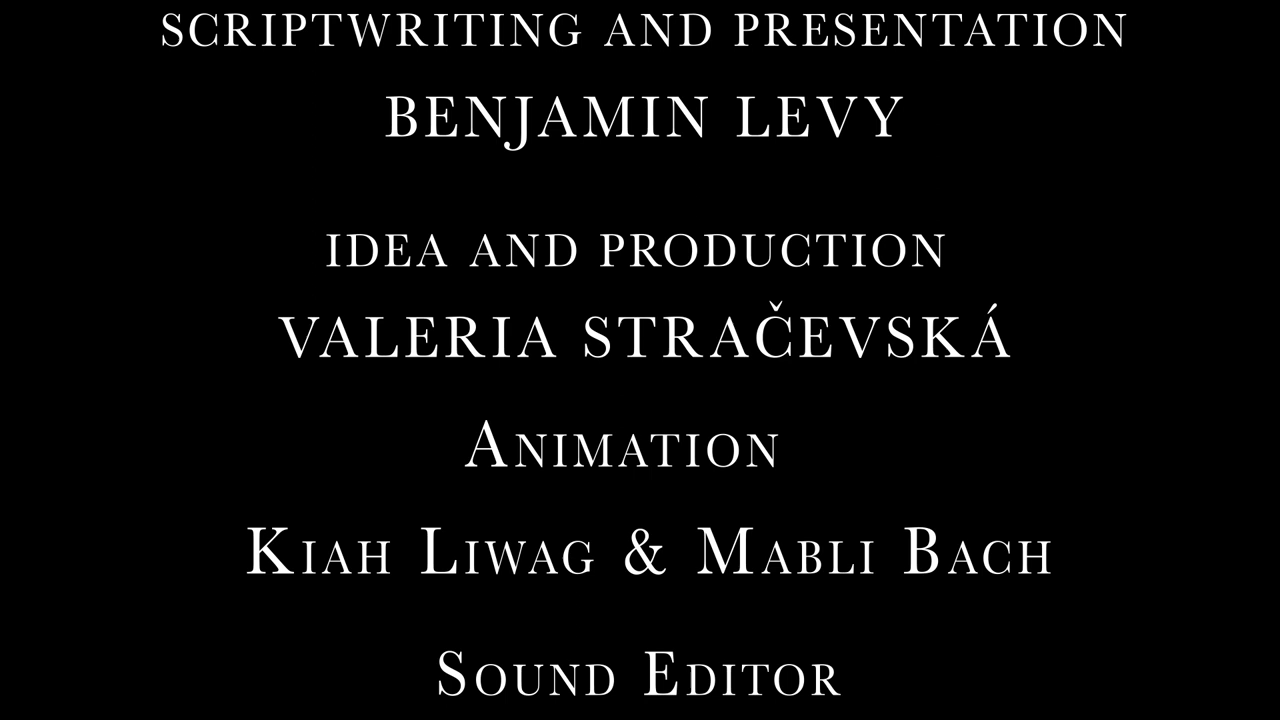 SCRIPTWRITING AND PRESENTATION
BENJAMIN LEVY
IDEA AND PRODUCTION
VALERIA STRAČEVSKÁ
ANIMATION
KIAH LIWAG & MABLI BACH
SOUND EDITOR